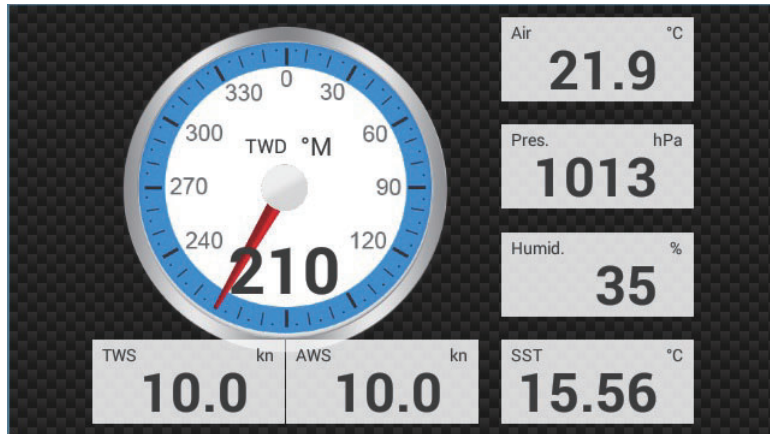 0
30
60
90
120
240
270
300
330
TWD °M
210
TWS kn
10.0
AWS kn
10.0
Air °C
21.9
Pres. hPa
1013
Humid. %
35
SST °C
15.56